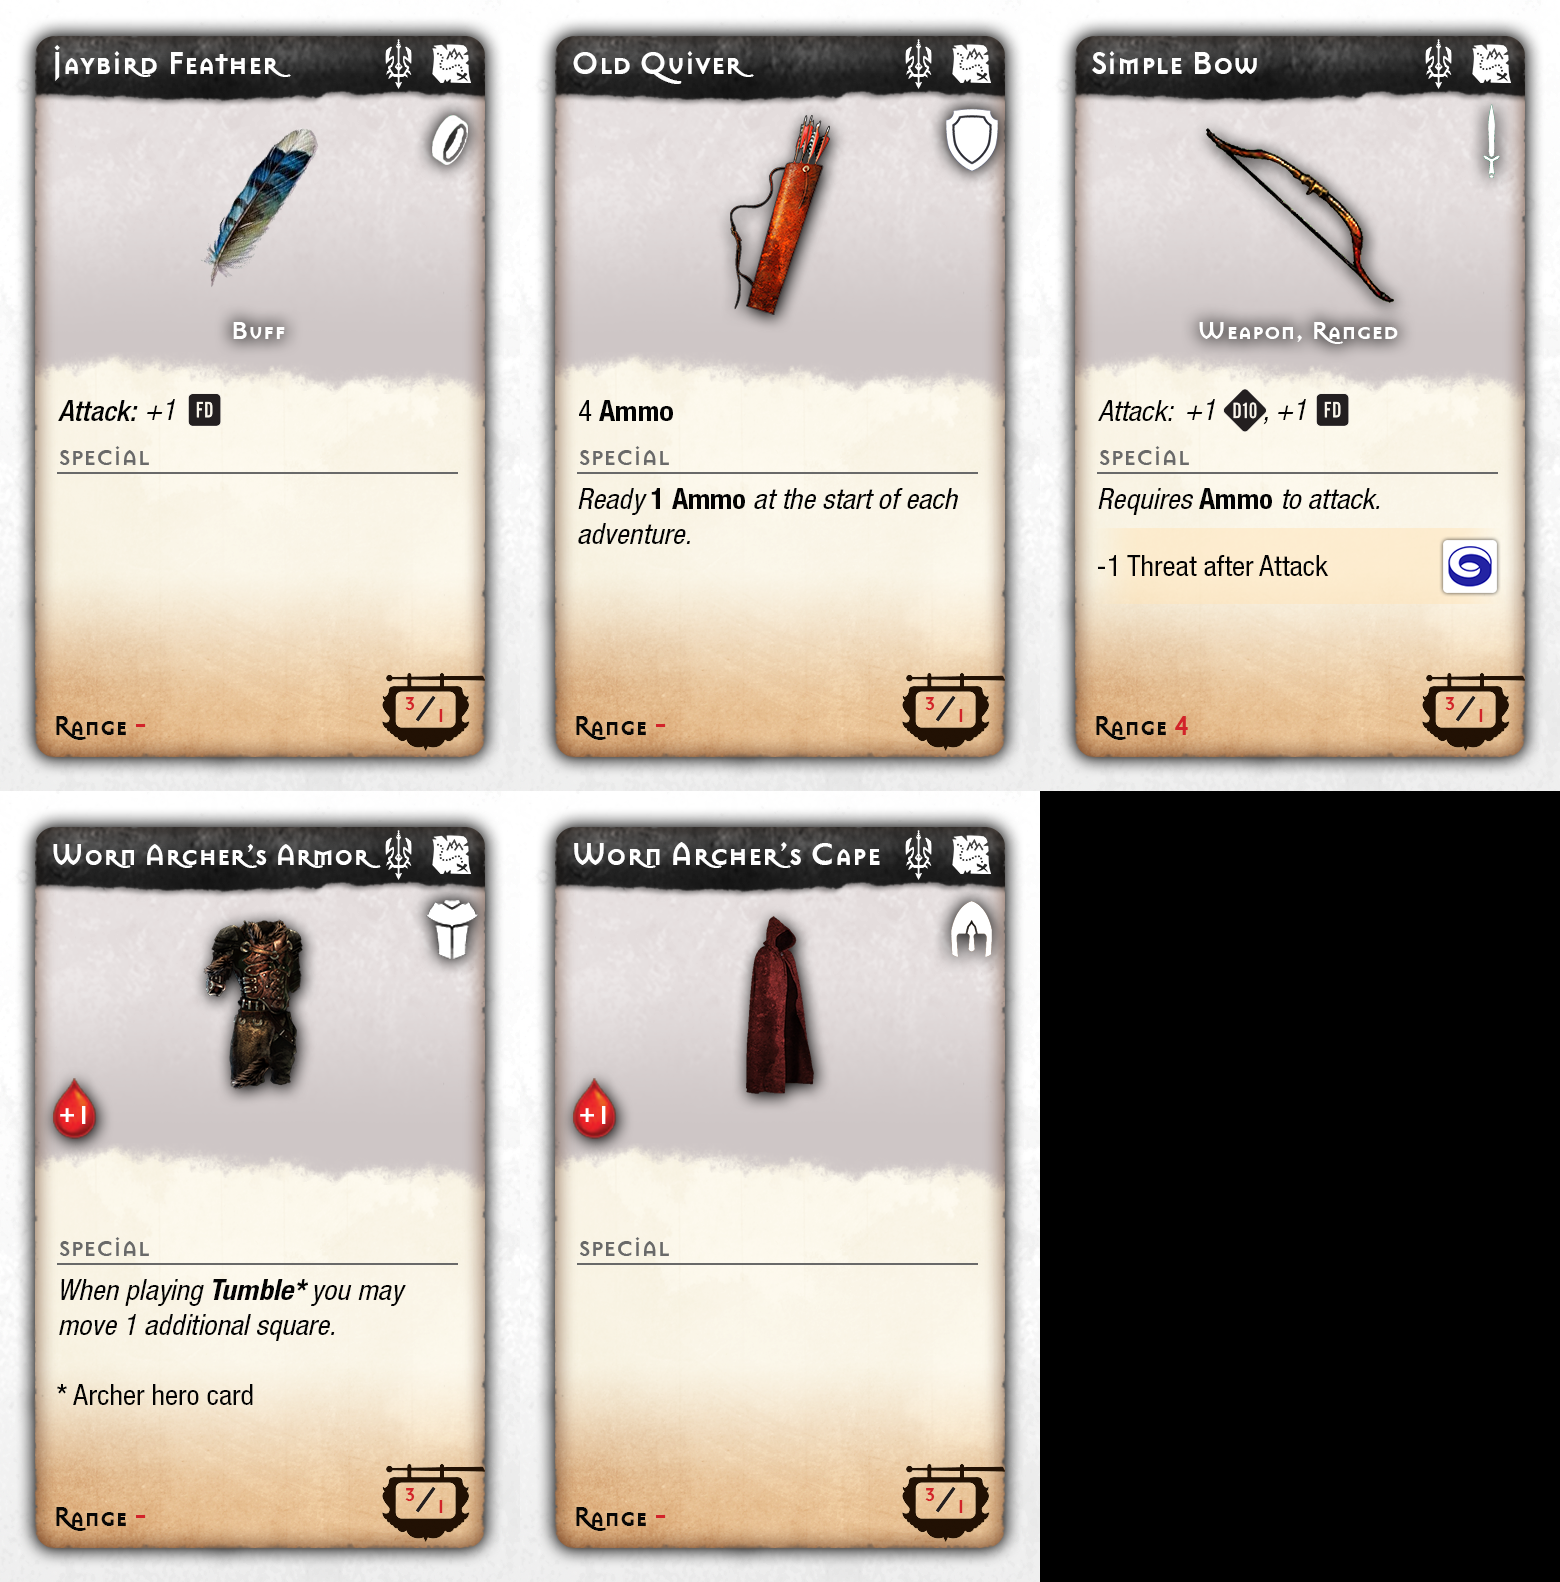 Jaybird Feather
Buff
Attack: +1 FD
Special
Range -
3/1
Old Quiver
4 Ammo
Special
Ready 1 Ammo at the start of each
adventure.
Range -
3/1
Simple Bow
Weapon, Ranged
Attack: +1 D10, +1 FD
Special
Requires Ammo to attack.
-1 Threat after Attack
Range 4
3/1
Worn Archer's Armor
+1
Special
When playing Tumble* you may
move 1 additional square.
* Archer hero card
Range -
3/1
Worn Archer's Cape
+1
Special
Range -
3/1